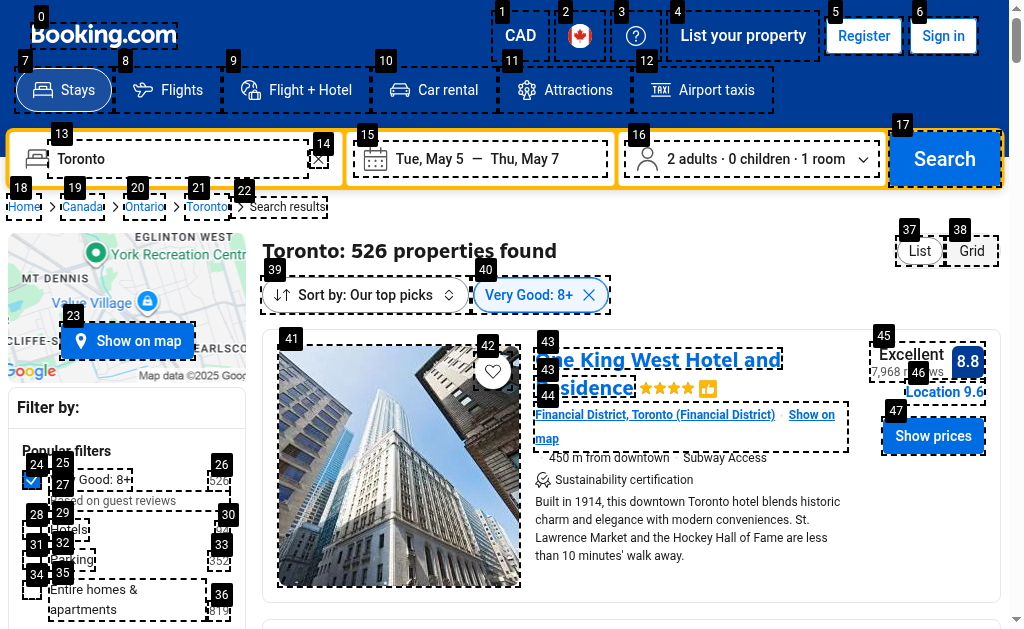 0
Booking.com
1
CAD
2
3
4
List your property
5
Register
6
Sign in
7
Stays
8
Flights
9
Flight + Hotel
10
Car rental
11
Attractions
12
Airport taxis
13
Toronto
14
15
Tue, May 5 — Thu, May 7
16
2 adults · 0 children · 1 room
17
Search
18
Home
19
Canada
20
Ontario
21
Toronto
22
Search results
EGLINTON WEST
York Recreation Centr
MT DENNIS
Value Village
23
Show on map
CLIFFE-S
EARLSCO
Google
Map data ©2025 Goog
Toronto: 526 properties found
37
List
38
Grid
39
Sort by: Our top picks
40
Very Good: 8+
Filter by:
Popular filters
24
25
Good: 8+
26
526
27
Based on guest reviews
28
29
Hotels
30
31
32
Parking
33
352
34
35
Entire homes &
apartments
36
819
41
42
43
One King West Hotel and
43
Residence
44
Financial District, Toronto (Financial District)
Show on
map
450 m from downtown
Subway Access
Sustainability certification
Built in 1914, this downtown Toronto hotel blends historic
charm and elegance with modern conveniences. St.
Lawrence Market and the Hockey Hall of Fame are less
than 10 minutes' walk away.
45
Excellent
8.8
7,968
46
Location 9.6
47
Show prices